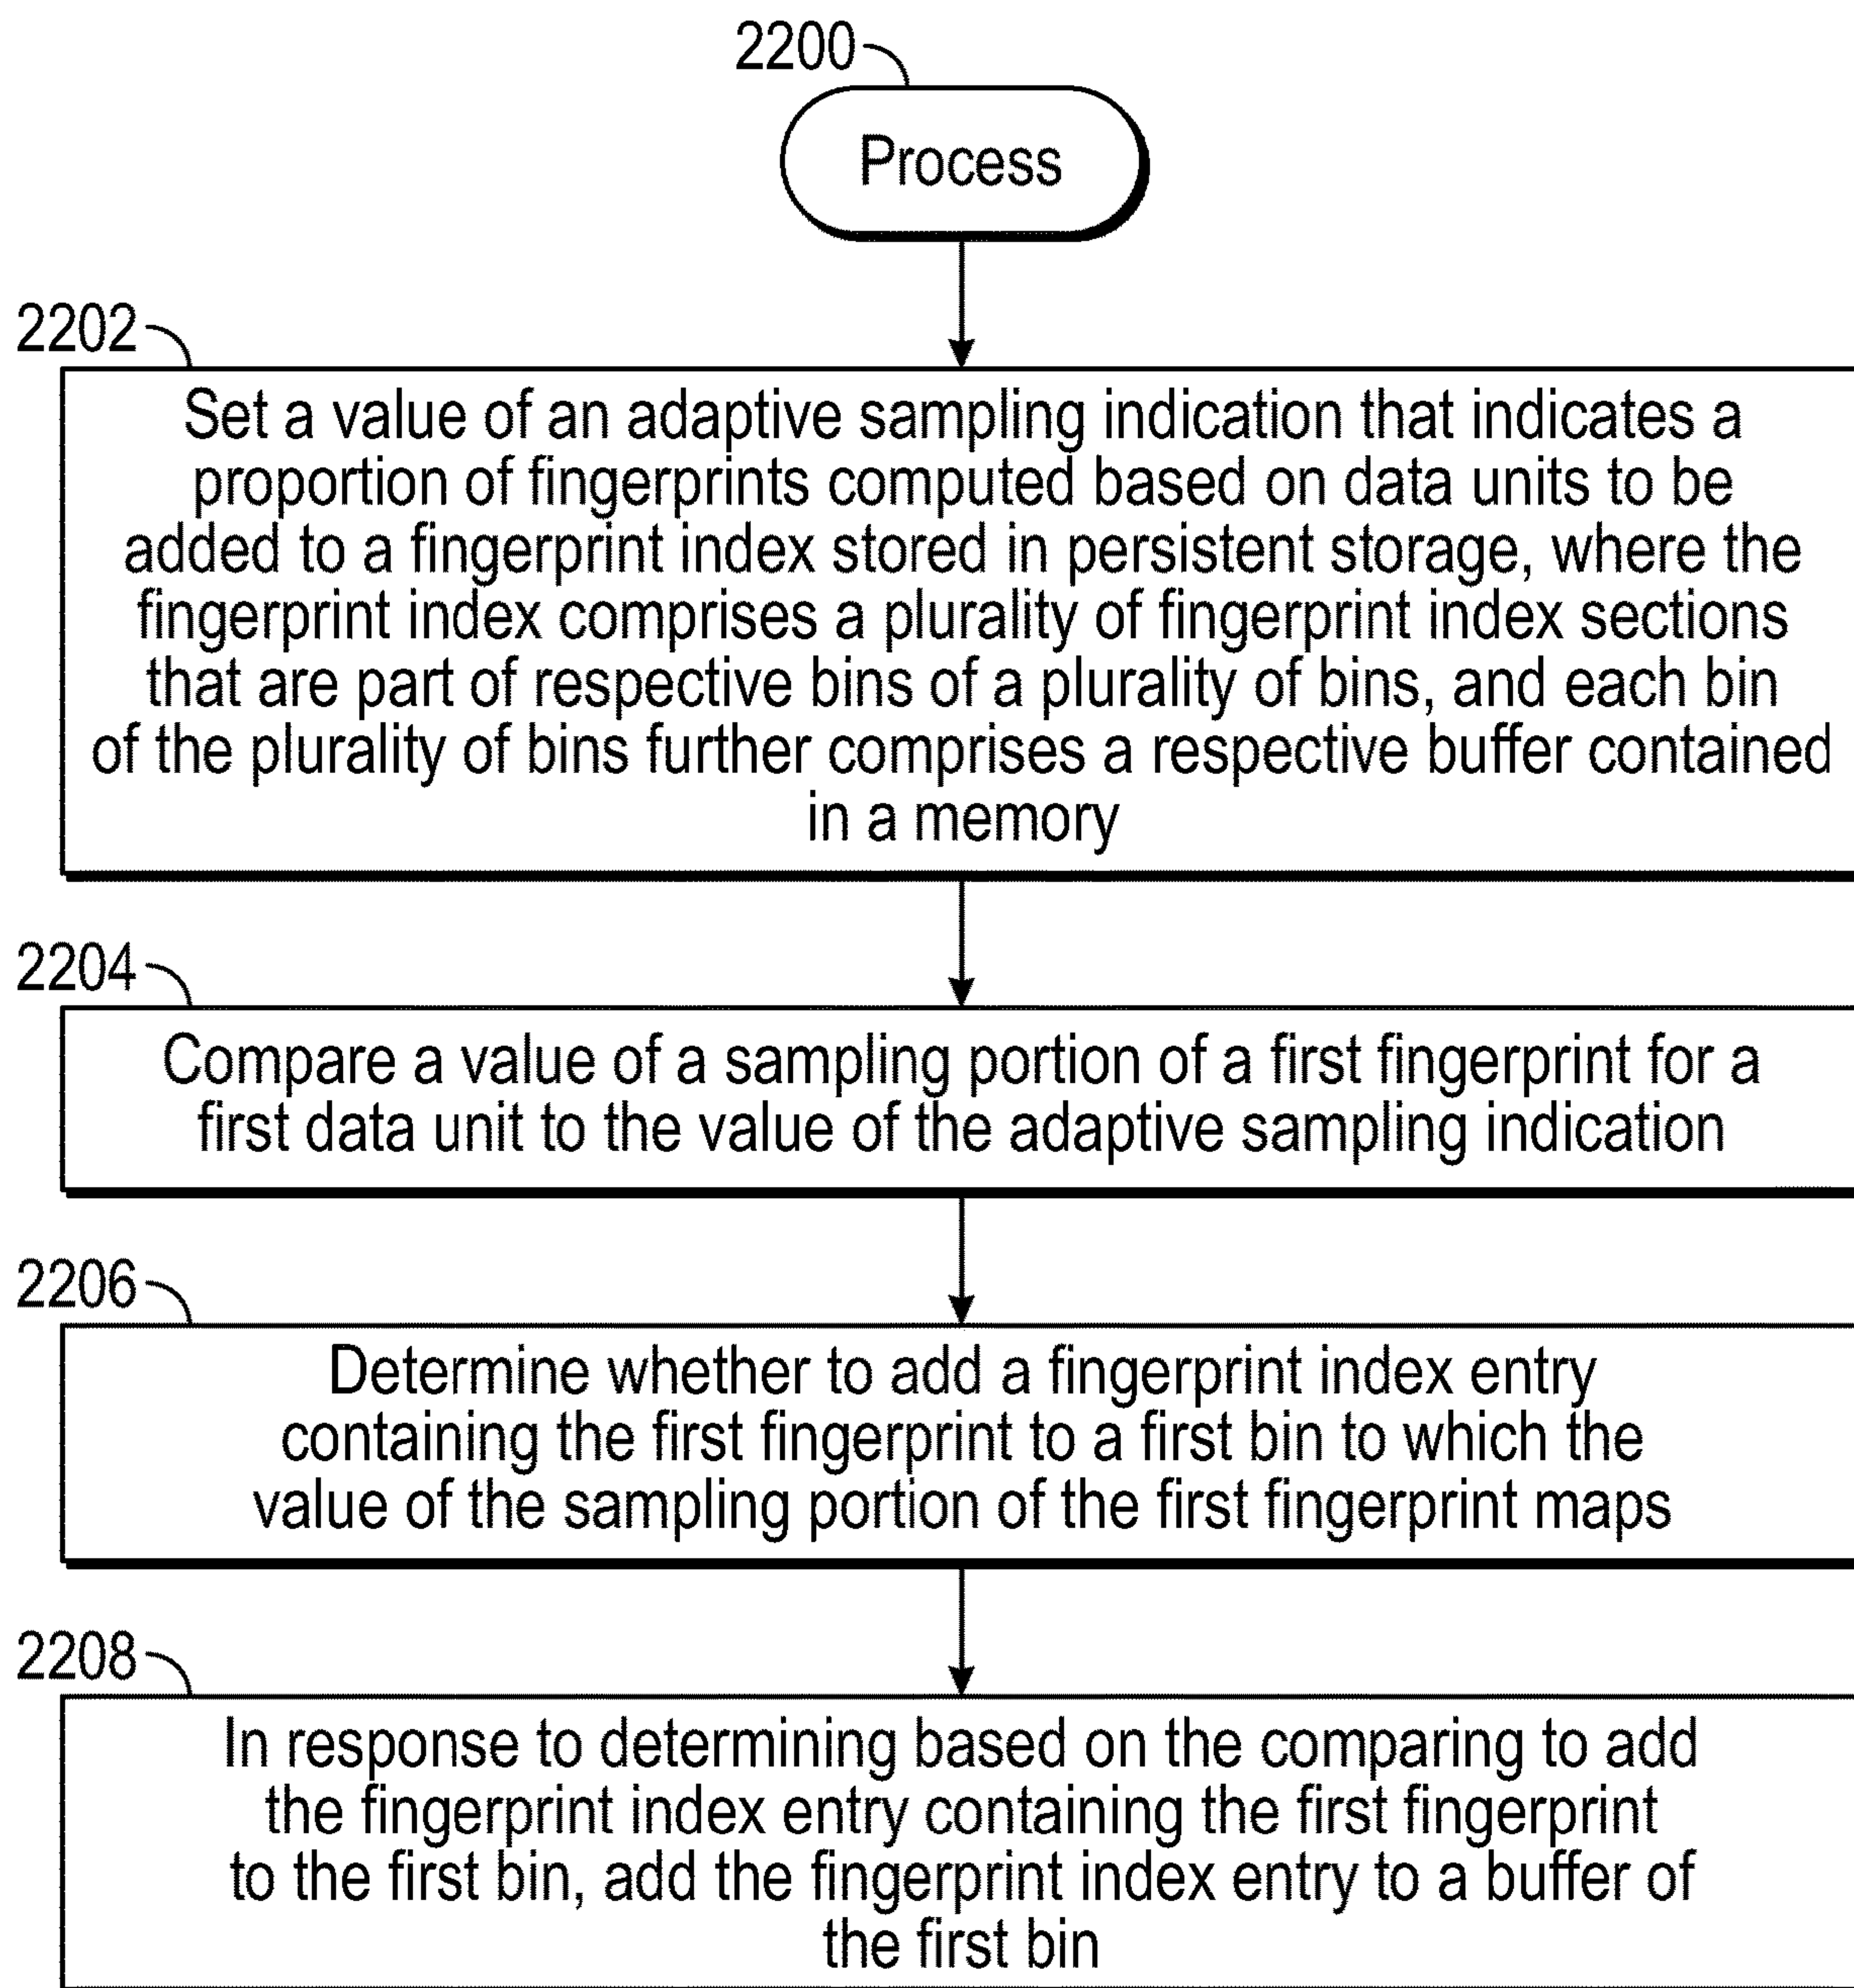 2200
Process
2202
Set a value of an adaptive sampling indication that indicates a
proportion of fingerprints computed based on data units to be
added to a fingerprint index stored in persistent storage, where the
fingerprint index comprises a plurality of fingerprint index sections
that are part of respective bins of a plurality of bins, and each bin
of the plurality of bins further comprises a respective buffer contained
in a memory
2204
Compare a value of a sampling portion of a first fingerprint for a
first data unit to the value of the adaptive sampling indication
2206
Determine whether to add a fingerprint index entry
containing the first fingerprint to a first bin to which the
value of the sampling portion of the first fingerprint maps
2208
In response to determining based on the comparing to add
the fingerprint index entry containing the first fingerprint
to the first bin, add the fingerprint index entry to a buffer of
the first bin